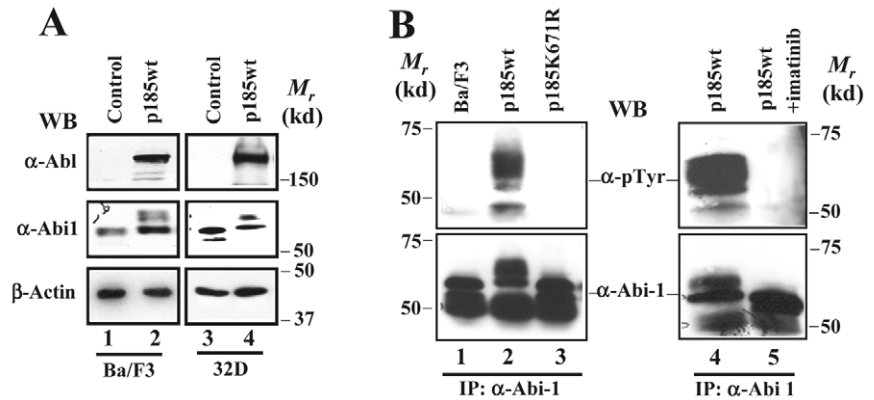 A
Control
p185wt
Control
p185wt
Mr
(kd)
WB
α-Abl
150
α-Abi1
50
50
β-Actin
37
1 2 3 4
Ba/F3 32D
B
Mr
(kd)
Ba/F3
p185wt
p185K671R
WB
p185wt
p185wt
+imatinib
Mr
(kd)
75
75
α-pTyr
50
50
75
75
α-Abi-1
50
50
1 2 3 4 5
IP: α-Abi-1 IP: α-Abi 1